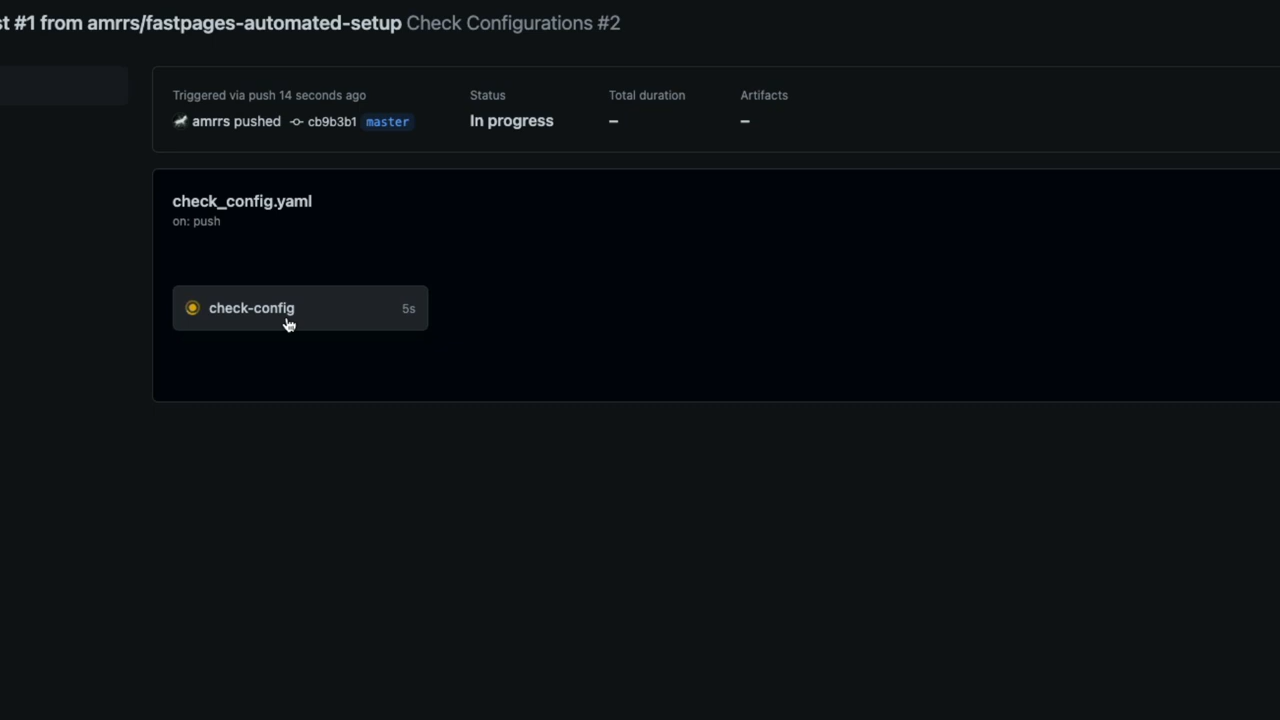 st #1 from amrrs/fastpages-automated-setup Check Configurations #2
Triggered via push 14 seconds ago Status Total duration Artifacts
amrrs pushed cb9b3b1 master In progress – –
check_config.yaml
on: push
check-config 5s